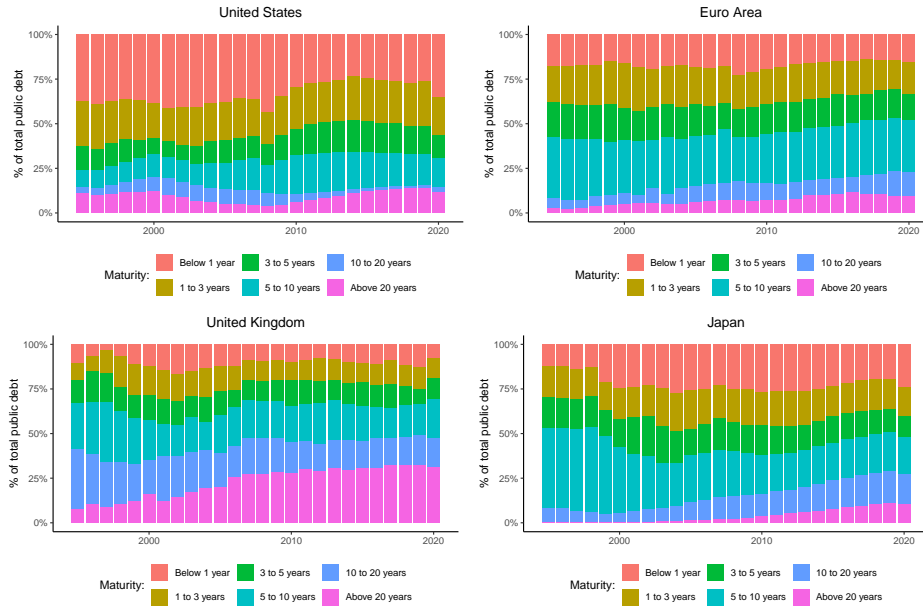 United States
% of total public debt
100%
75%
50%
25%
0%
2000
2010
2020
Maturity:
Below 1 year
3 to 5 years
10 to 20 years
1 to 3 years
5 to 10 years
Above 20 years
Euro Area
% of total public debt
100%
75%
50%
25%
0%
2000
2010
2020
Maturity:
Below 1 year
3 to 5 years
10 to 20 years
1 to 3 years
5 to 10 years
Above 20 years
United Kingdom
% of total public debt
100%
75%
50%
25%
0%
2000
2010
2020
Maturity:
Below 1 year
3 to 5 years
10 to 20 years
1 to 3 years
5 to 10 years
Above 20 years
Japan
% of total public debt
100%
75%
50%
25%
0%
2000
2010
2020
Maturity:
Below 1 year
3 to 5 years
10 to 20 years
1 to 3 years
5 to 10 years
Above 20 years